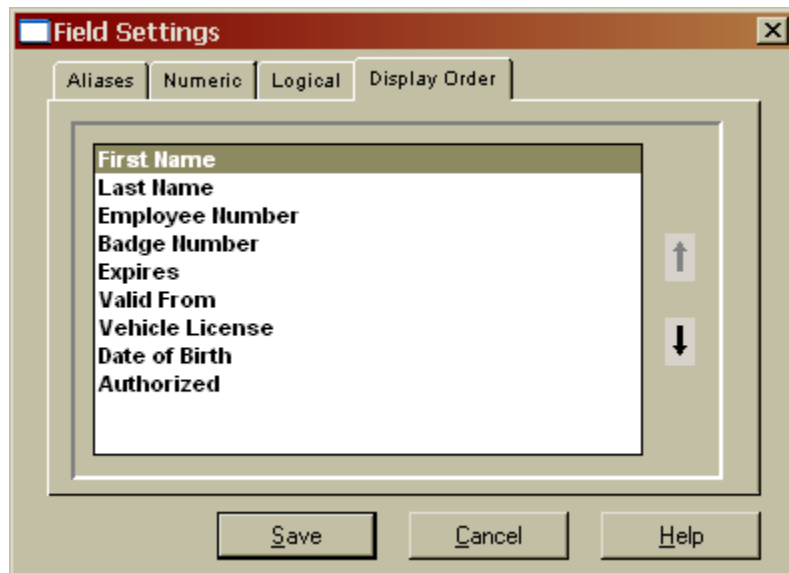 Field Settings
Aliases Numeric Logical Display Order
First Name
Last Name
Employee Number
Badge Number
Expires
Valid From
Vehicle License
Date of Birth
Authorized
Save Cancel Help